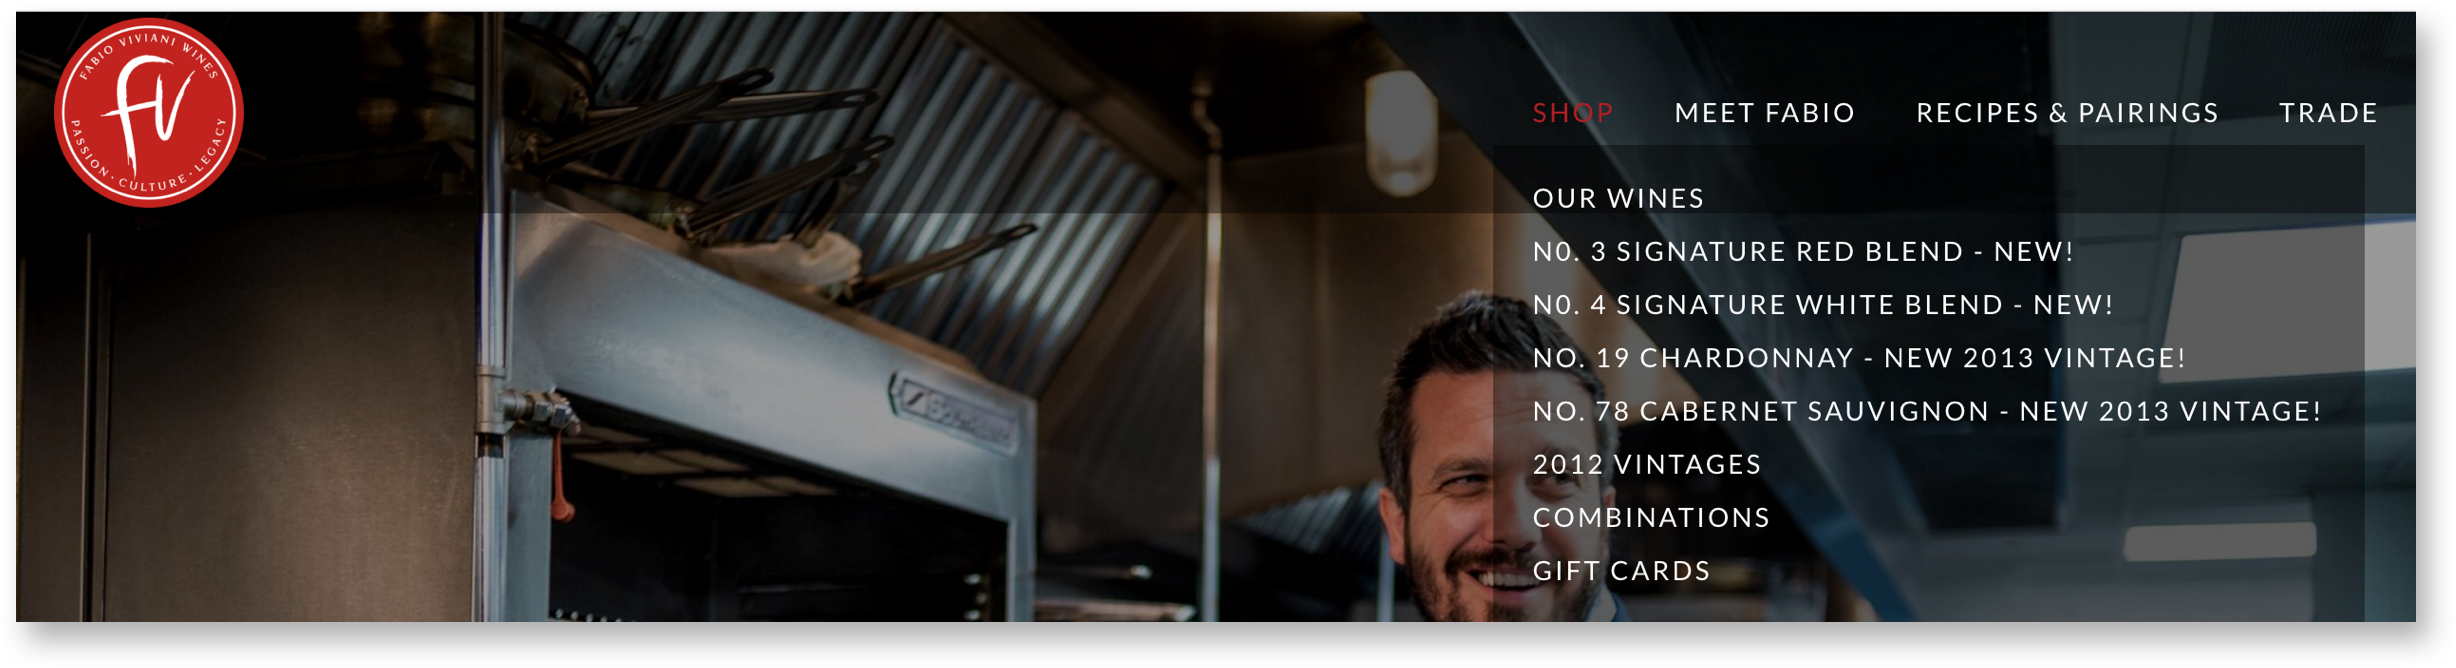 FABIO VIVIANI WINES
fv
PASSION · CULTURE · LEGACY
SHOP MEET FABIO RECIPES & PAIRINGS TRADE
OUR WINES
N0. 3 SIGNATURE RED BLEND - NEW!
N0. 4 SIGNATURE WHITE BLEND - NEW!
NO. 19 CHARDONNAY - NEW 2013 VINTAGE!
NO. 78 CABERNET SAUVIGNON - NEW 2013 VINTAGE!
2012 VINTAGES
COMBINATIONS
GIFT CARDS